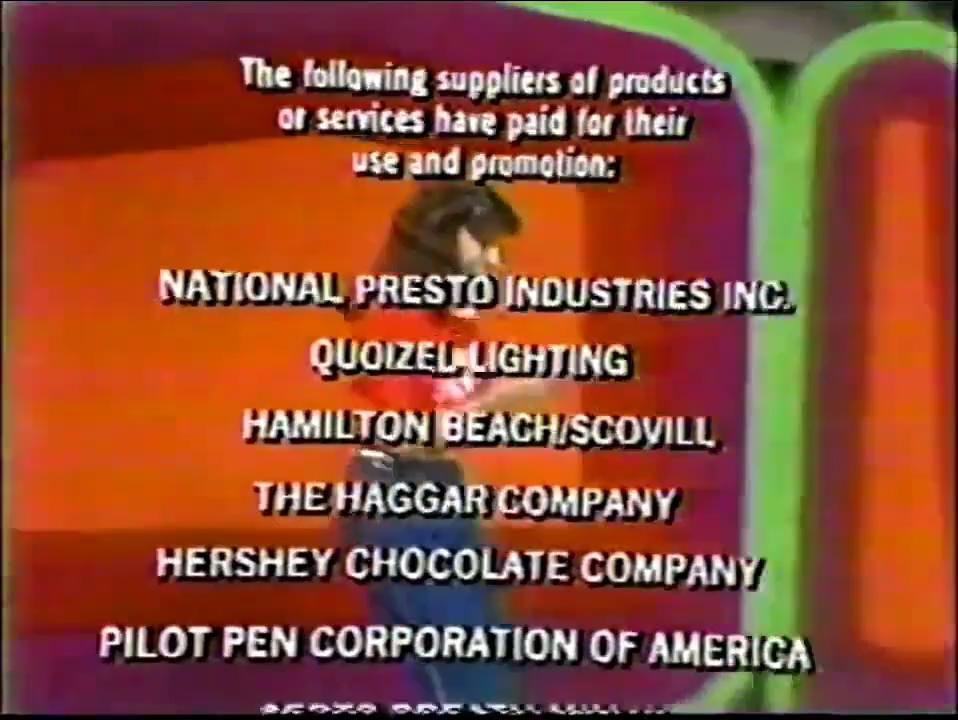 The following suppliers of products
or services have paid for their
use and promotion:
NATIONAL PRESTO INDUSTRIES INC.
QUOIZEL LIGHTING
HAMILTON BEACH/SCOVILL
THE HAGGAR COMPANY
HERSHEY CHOCOLATE COMPANY
PILOT PEN CORPORATION OF AMERICA